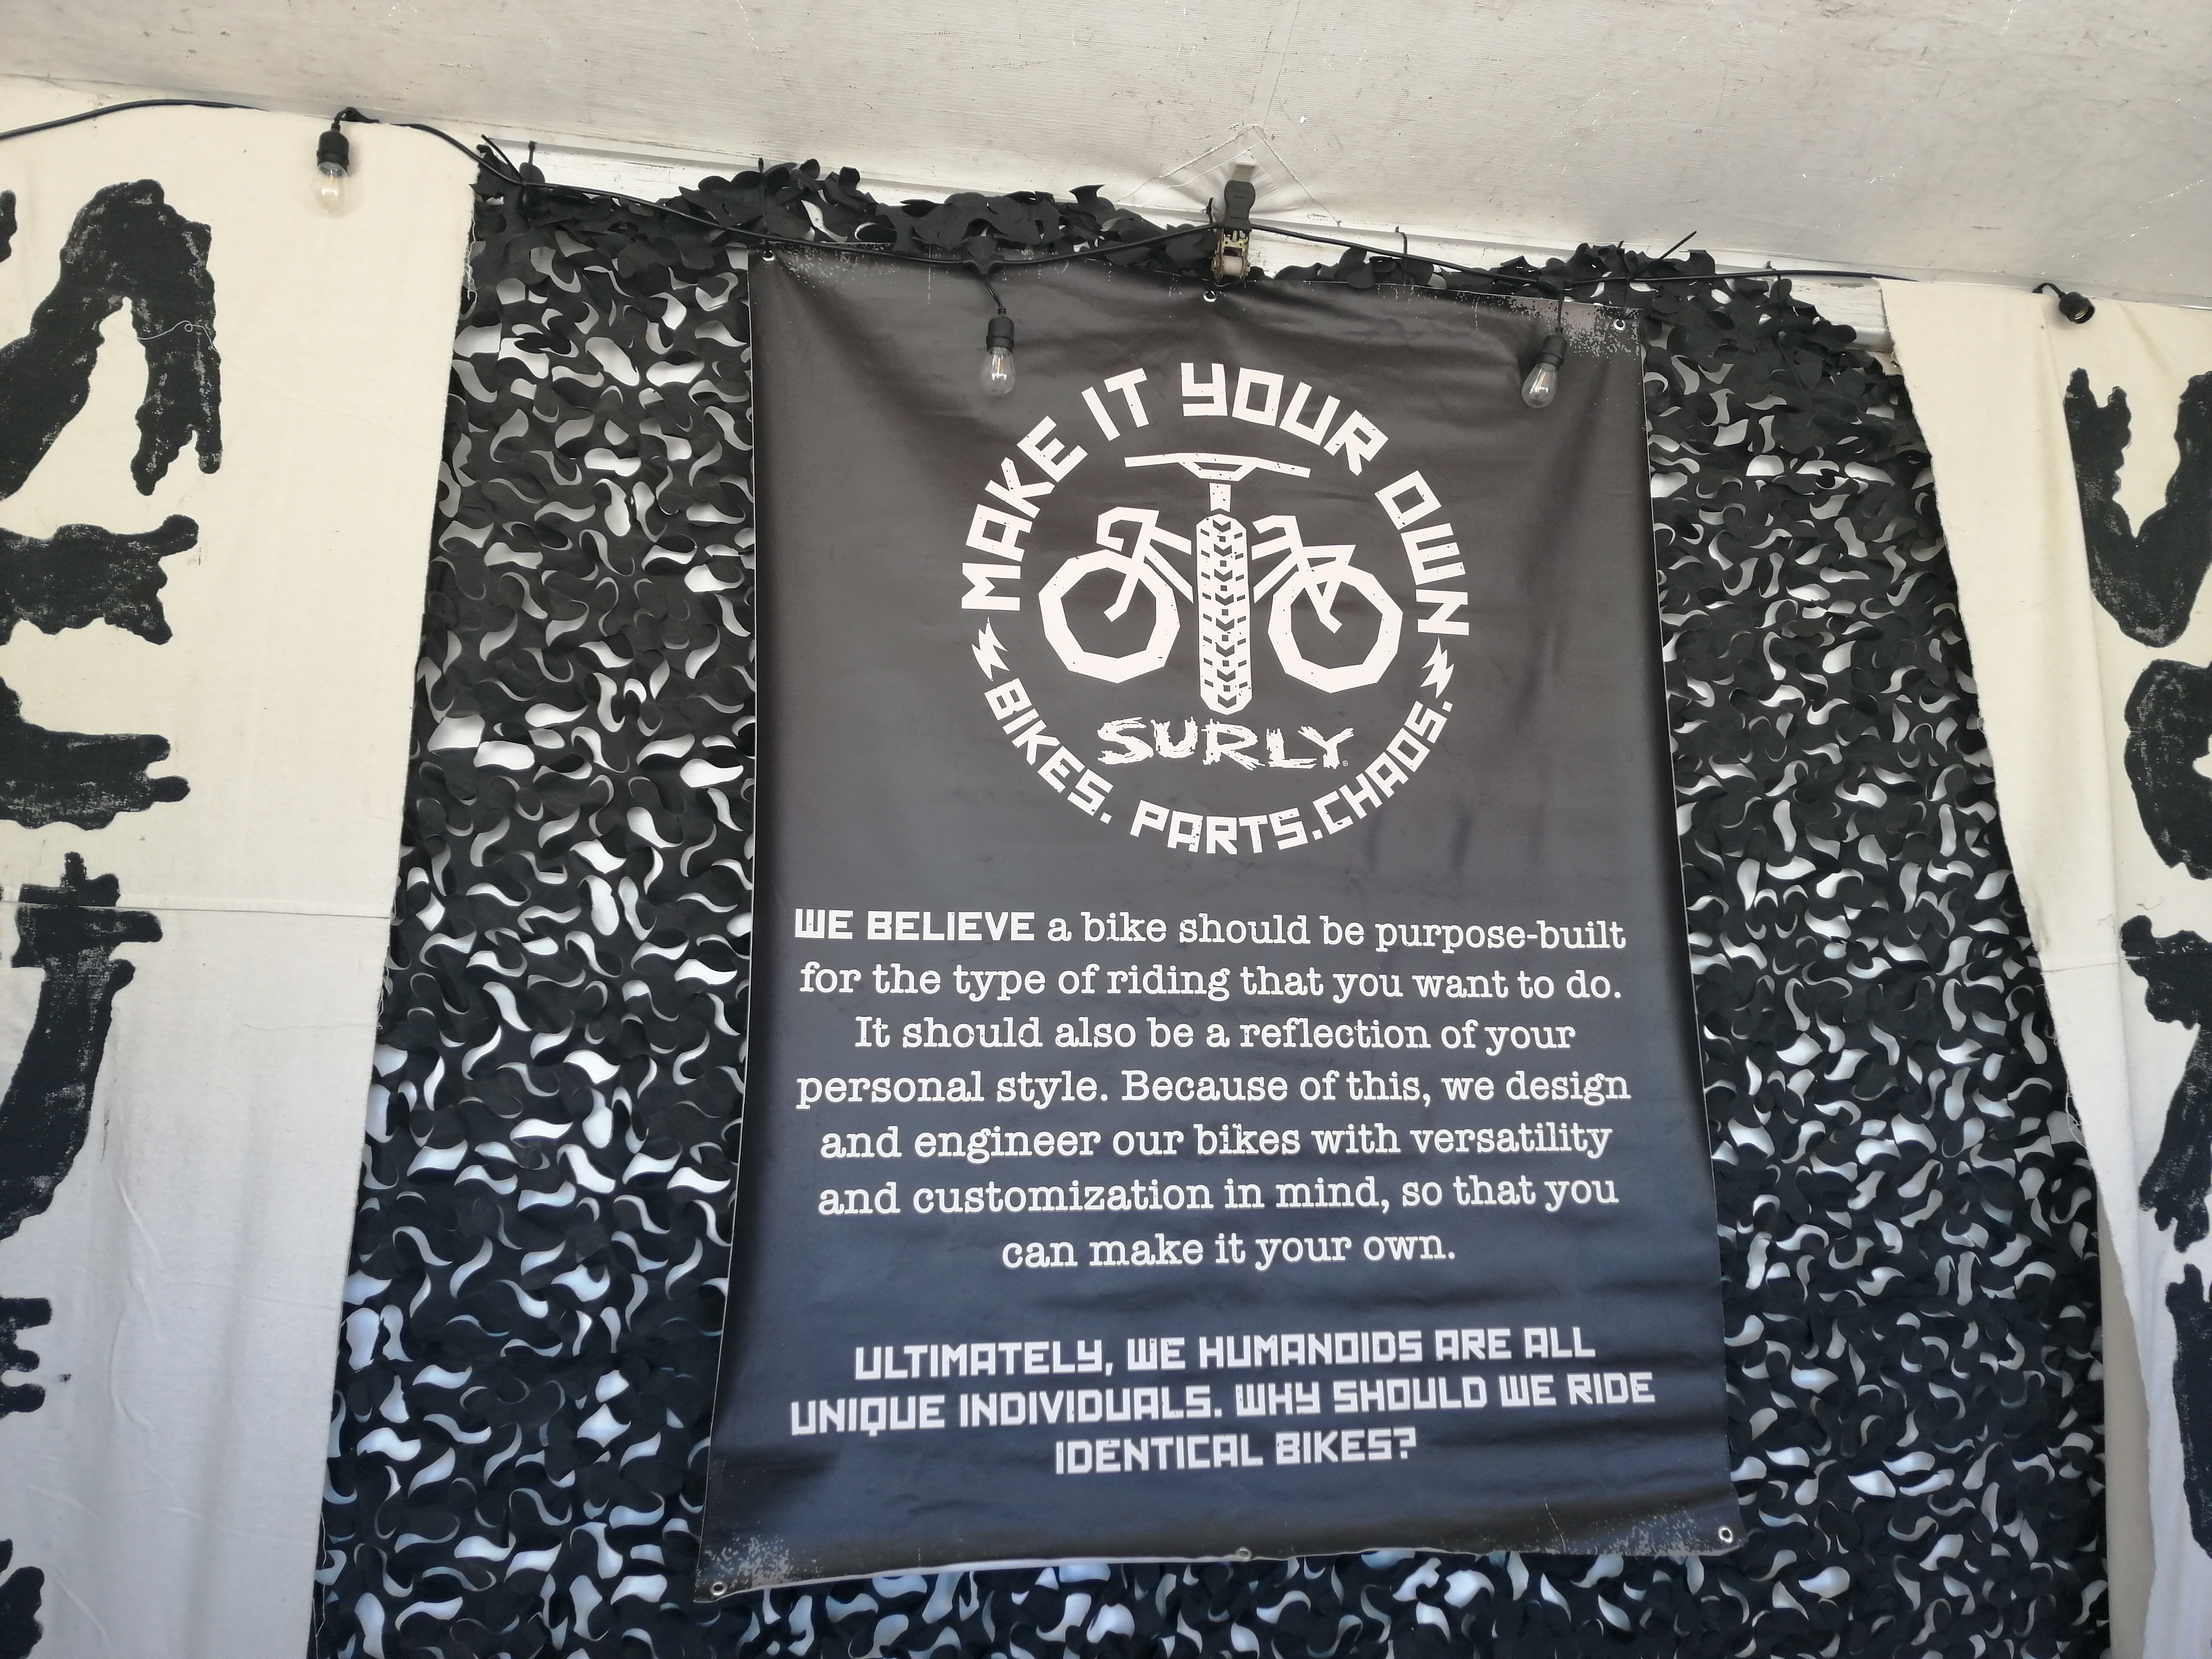 MAKE IT YOUR OWN
SURLY®
BIKES. PARTS. CHAOS.
WE BELIEVE a bike should be purpose-built
for the type of riding that you want to do.
It should also be a reflection of your
personal style. Because of this, we design
and engineer our bikes with versatility
and customization in mind, so that you
can make it your own.
ULTIMATELY, WE HUMANOIDS ARE ALL
UNIQUE INDIVIDUALS. WHY SHOULD WE RIDE
IDENTICAL BIKES?